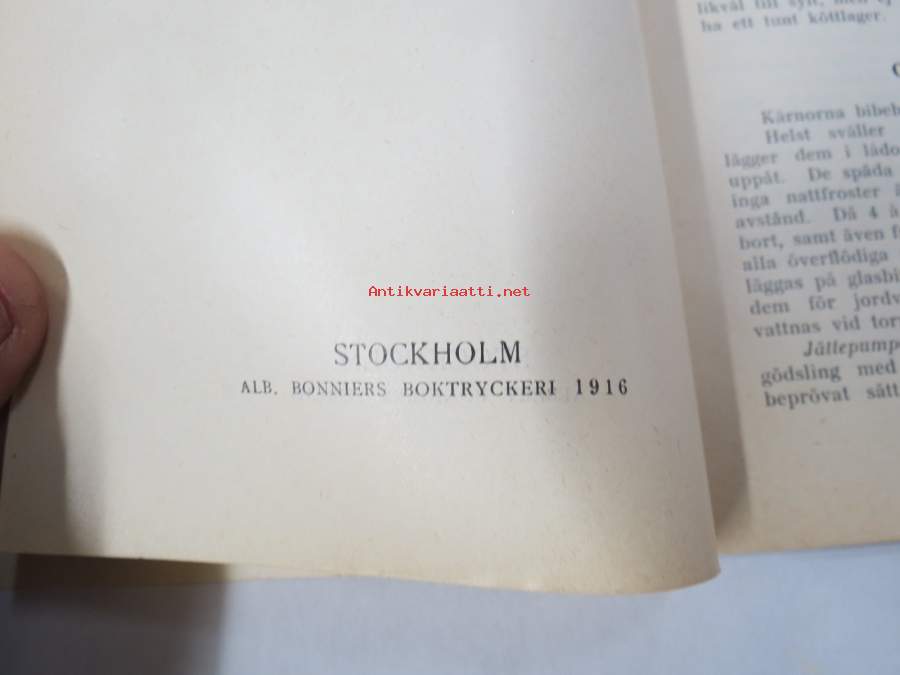 Antikvariaatti.net
STOCKHOLM
ALB. BONNIERS BOKTRYCKERI 1916
likväl till sylt, men ej
ha ett tunt köttlager.
Kärnorna
Helst sväller
lägger dem i lådo
uppåt. De späda
inga nattfroster
avstånd. Då 4
bort, samt även
alla överflödiga
läggas på glasbi
dem för jordv
vattnas vid tor
Jättepump
gödsling med
beprövat sätt